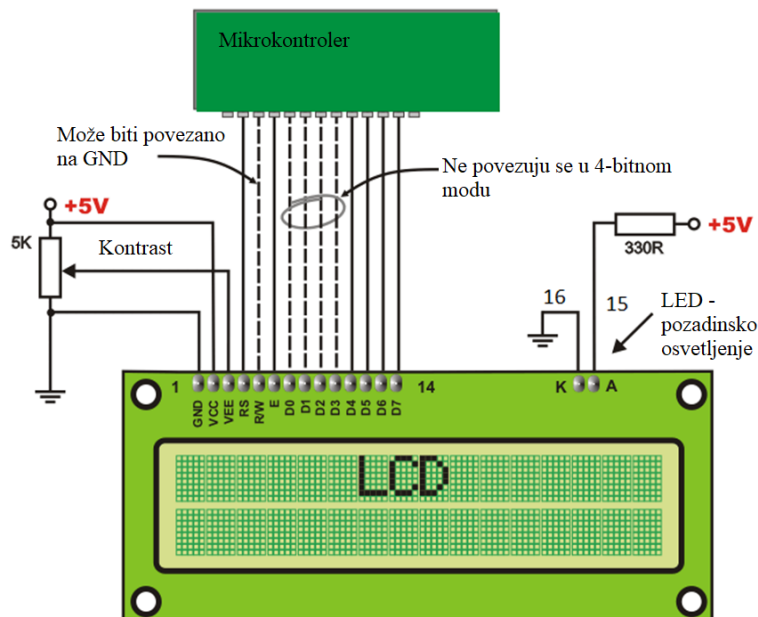 Mikrokontroler
Može biti povezano
na GND
Ne povezuju se u 4-bitnom
modu
+5V
5K
Kontrast
+5V
330R
16
15
LED -
pozadinsko
osvetljenje
1
14
K
A
GND
VCC
VEE
RS
R/W
E
D0
D1
D2
D3
D4
D5
D6
D7
LCD